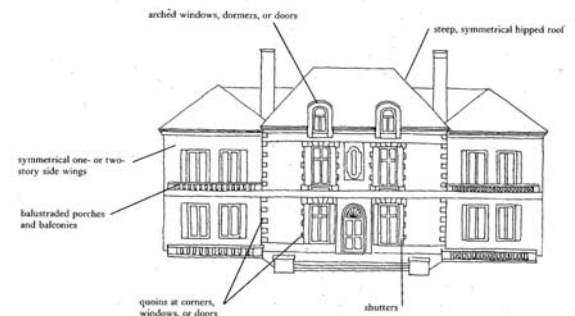 arched windows, dormers, or doors
steep, symmetrical hipped roof
symmetrical one- or two-
story side wings
balustraded porches
and balconies
quoins at corners,
windows, or doors
shutters